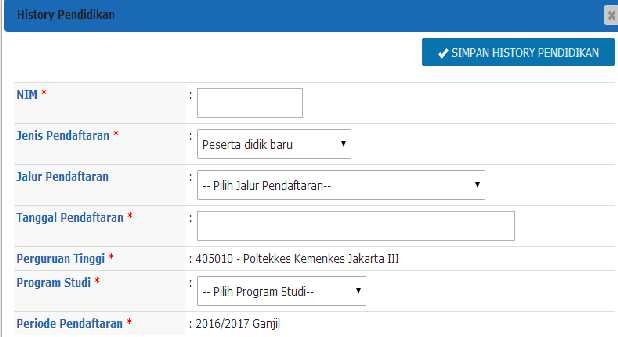 History Pendidikan
SIMPAN HISTORY PENDIDIKAN
NIM * :
Jenis Pendaftaran * : Peserta didik baru
Jalur Pendaftaran : -- Pilih Jalur Pendaftaran--
Tanggal Pendaftaran * :
Perguruan Tinggi * : 405010 - Poltekkes Kemenkes Jakarta III
Program Studi * : -- Pilih Program Studi--
Periode Pendaftaran * : 2016/2017 Ganjil